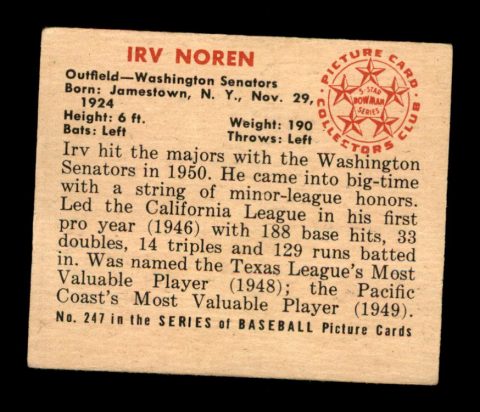 IRV NOREN
Outfield—Washington Senators
Born: Jamestown, N. Y., Nov. 29,
1924
Height: 6 ft. Weight: 190
Bats: Left Throws: Left
PICTURE CARD
COLLECTORS CLUB
5-STAR
BOWMAN
SERIES
Irv hit the majors with the Washington
Senators in 1950. He came into big-time
with a string of minor-league honors.
Led the California League in his first
pro year (1946) with 188 base hits, 33
doubles, 14 triples and 129 runs batted
in. Was named the Texas League's Most
Valuable Player (1948); the Pacific
Coast's Most Valuable Player (1949).
No. 247 in the SERIES of BASEBALL Picture Cards